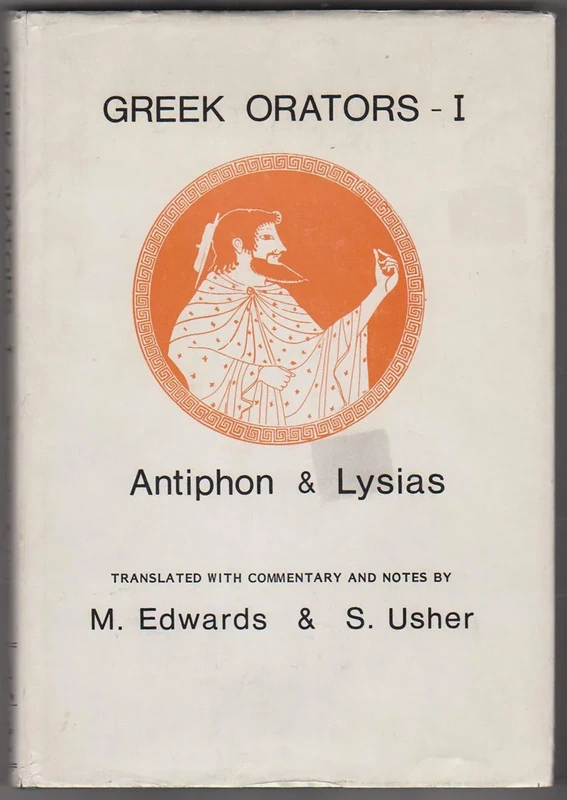 GREEK ORATORS - I
Antiphon & Lysias
TRANSLATED WITH COMMENTARY AND NOTES BY
M. Edwards & S. Usher